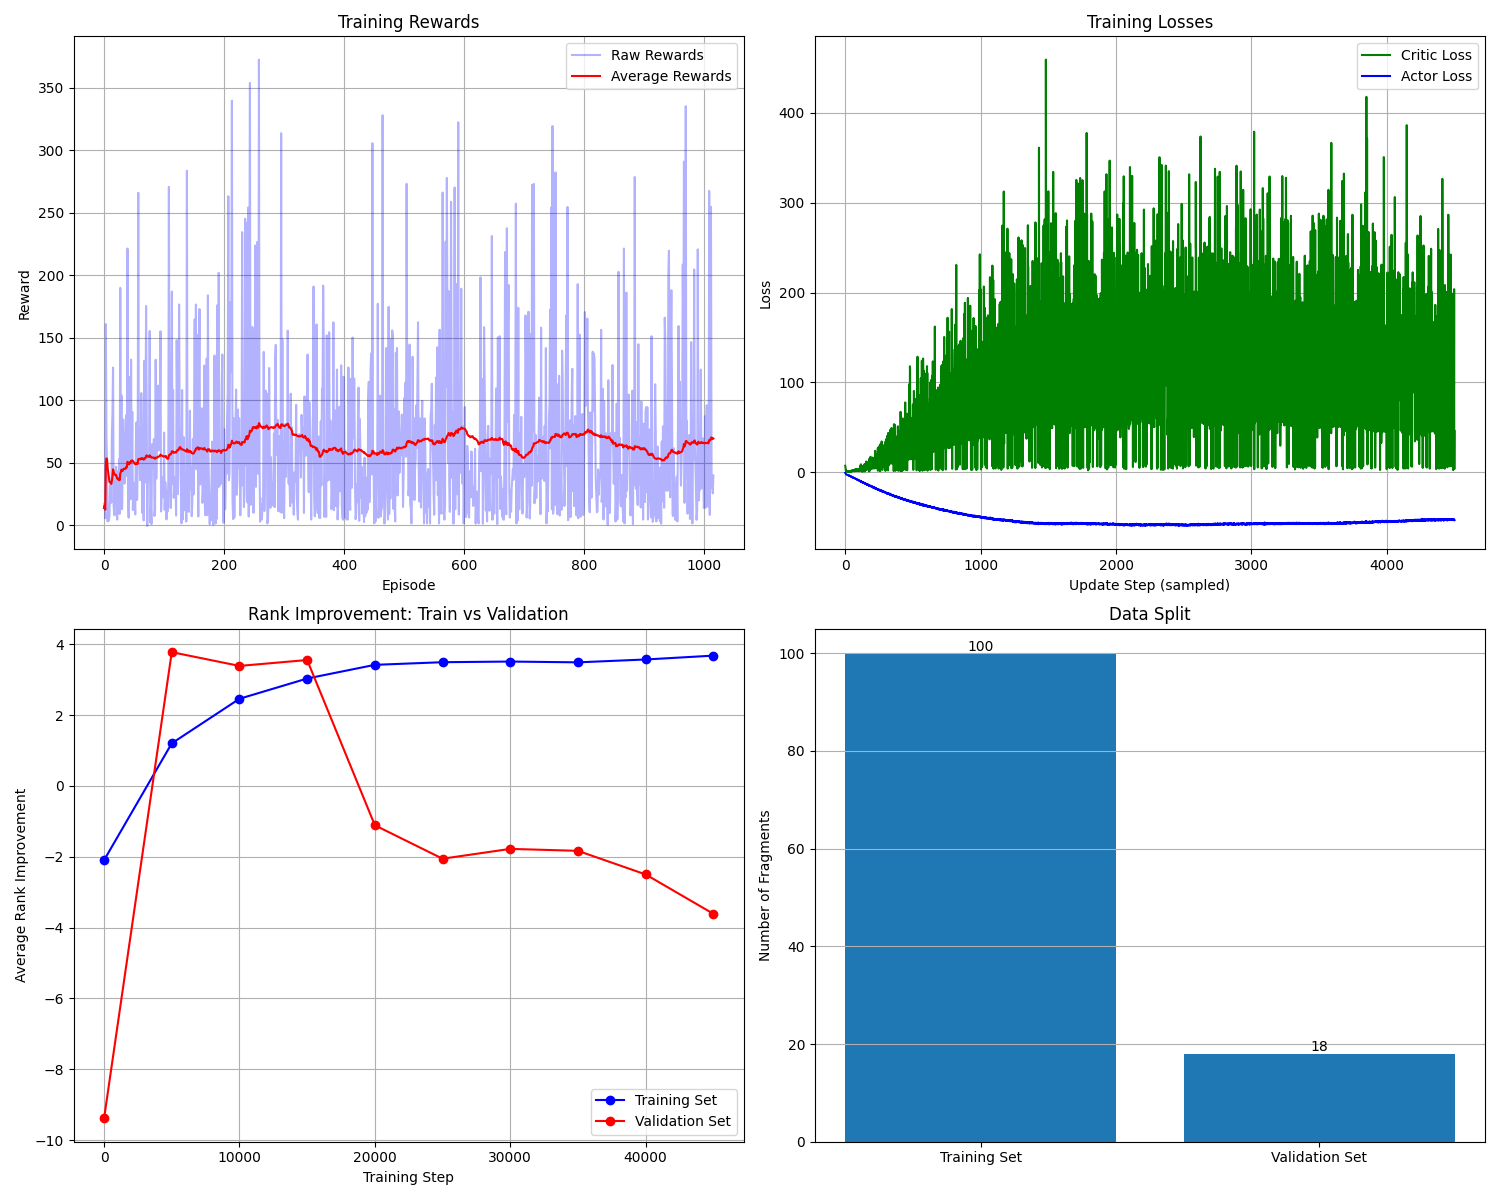 Training Rewards
Raw Rewards
Average Rewards
350
300
250
200
150
100
50
0
Reward
0 200 400 600 800 1000
Episode
Training Losses
Critic Loss
Actor Loss
400
300
200
100
0
Loss
0 1000 2000 3000 4000
Update Step (sampled)
Rank Improvement: Train vs Validation
4
2
0
−2
−4
−6
−8
−10
Average Rank Improvement
Training Set
Validation Set
0 10000 20000 30000 40000
Training Step
Data Split
100
80
60
40
20
0
Number of Fragments
100
18
Training Set Validation Set